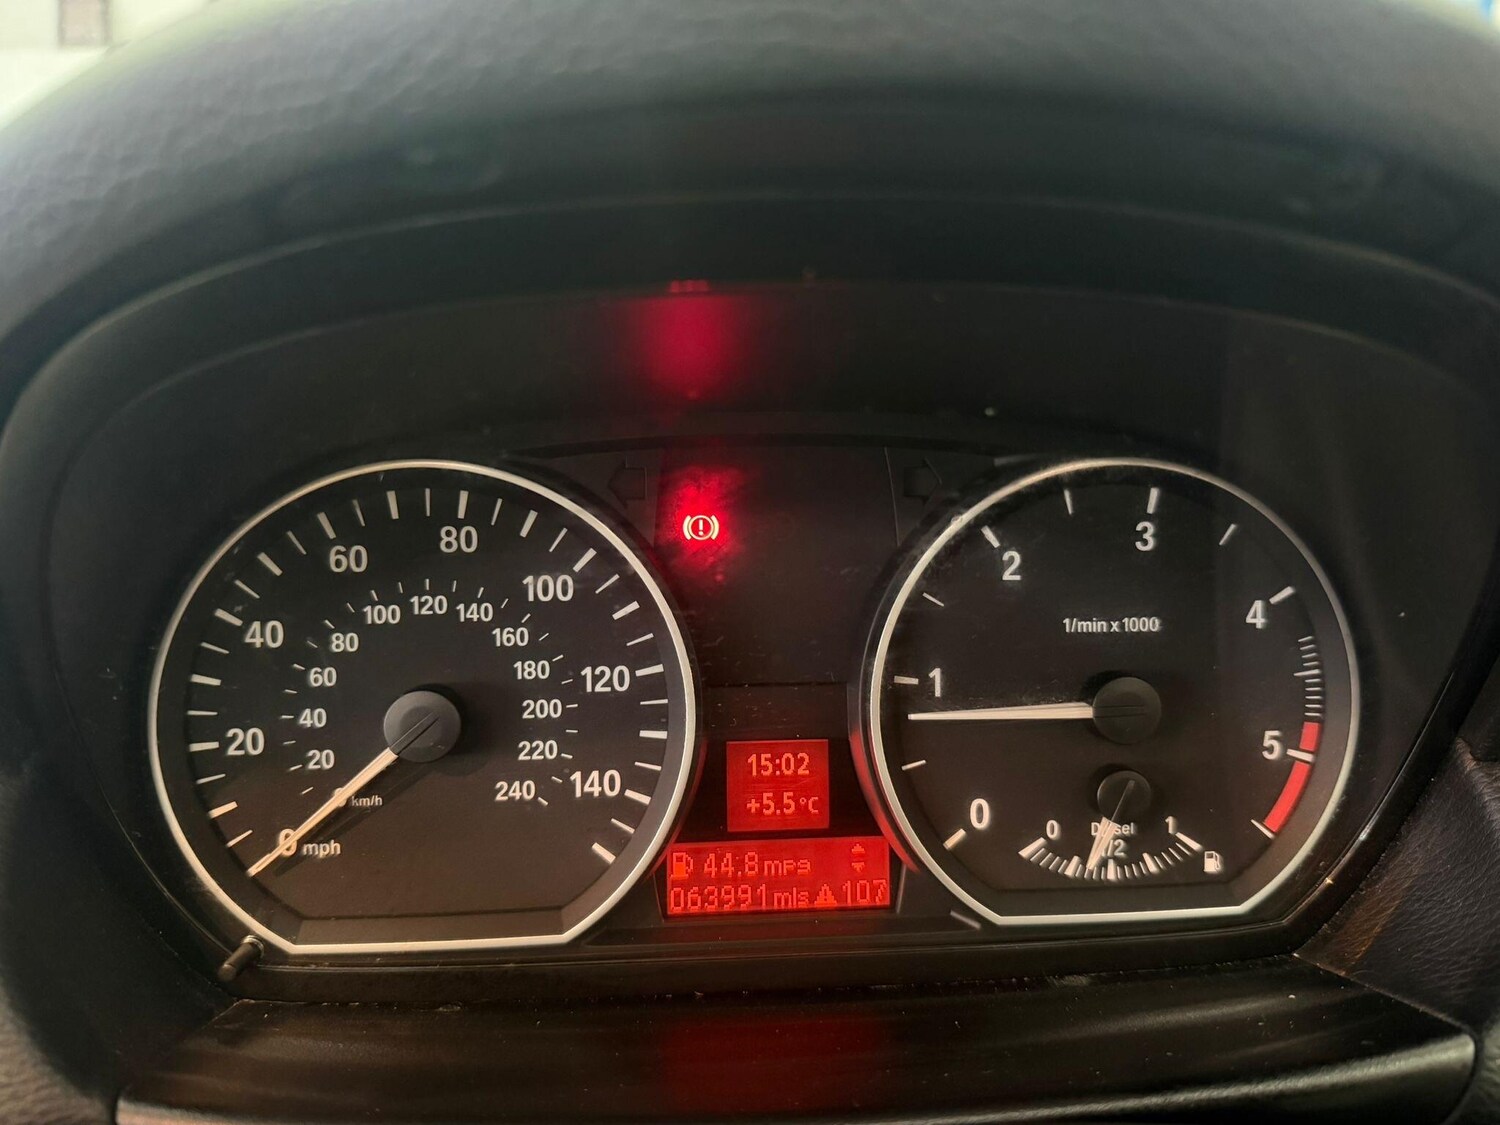 0 20 40 60 80 100 120 140
mph
0 20 40 60 80 100 120 140 160 180 200 220 240
km/h
15:02
+5.5°C
44.8 mpg
063991 mls 107
0 1 2 3 4 5
1/min x 1000
0 1/2 1
Diesel